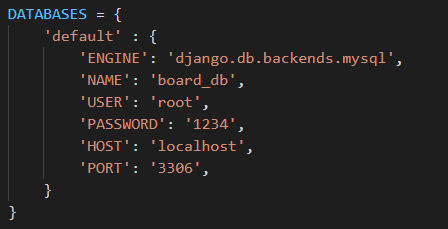 DATABASES = {
    'default' : {
        'ENGINE': 'django.db.backends.mysql',
        'NAME': 'board_db',
        'USER': 'root',
        'PASSWORD': '1234',
        'HOST': 'localhost',
        'PORT': '3306',
    }
}